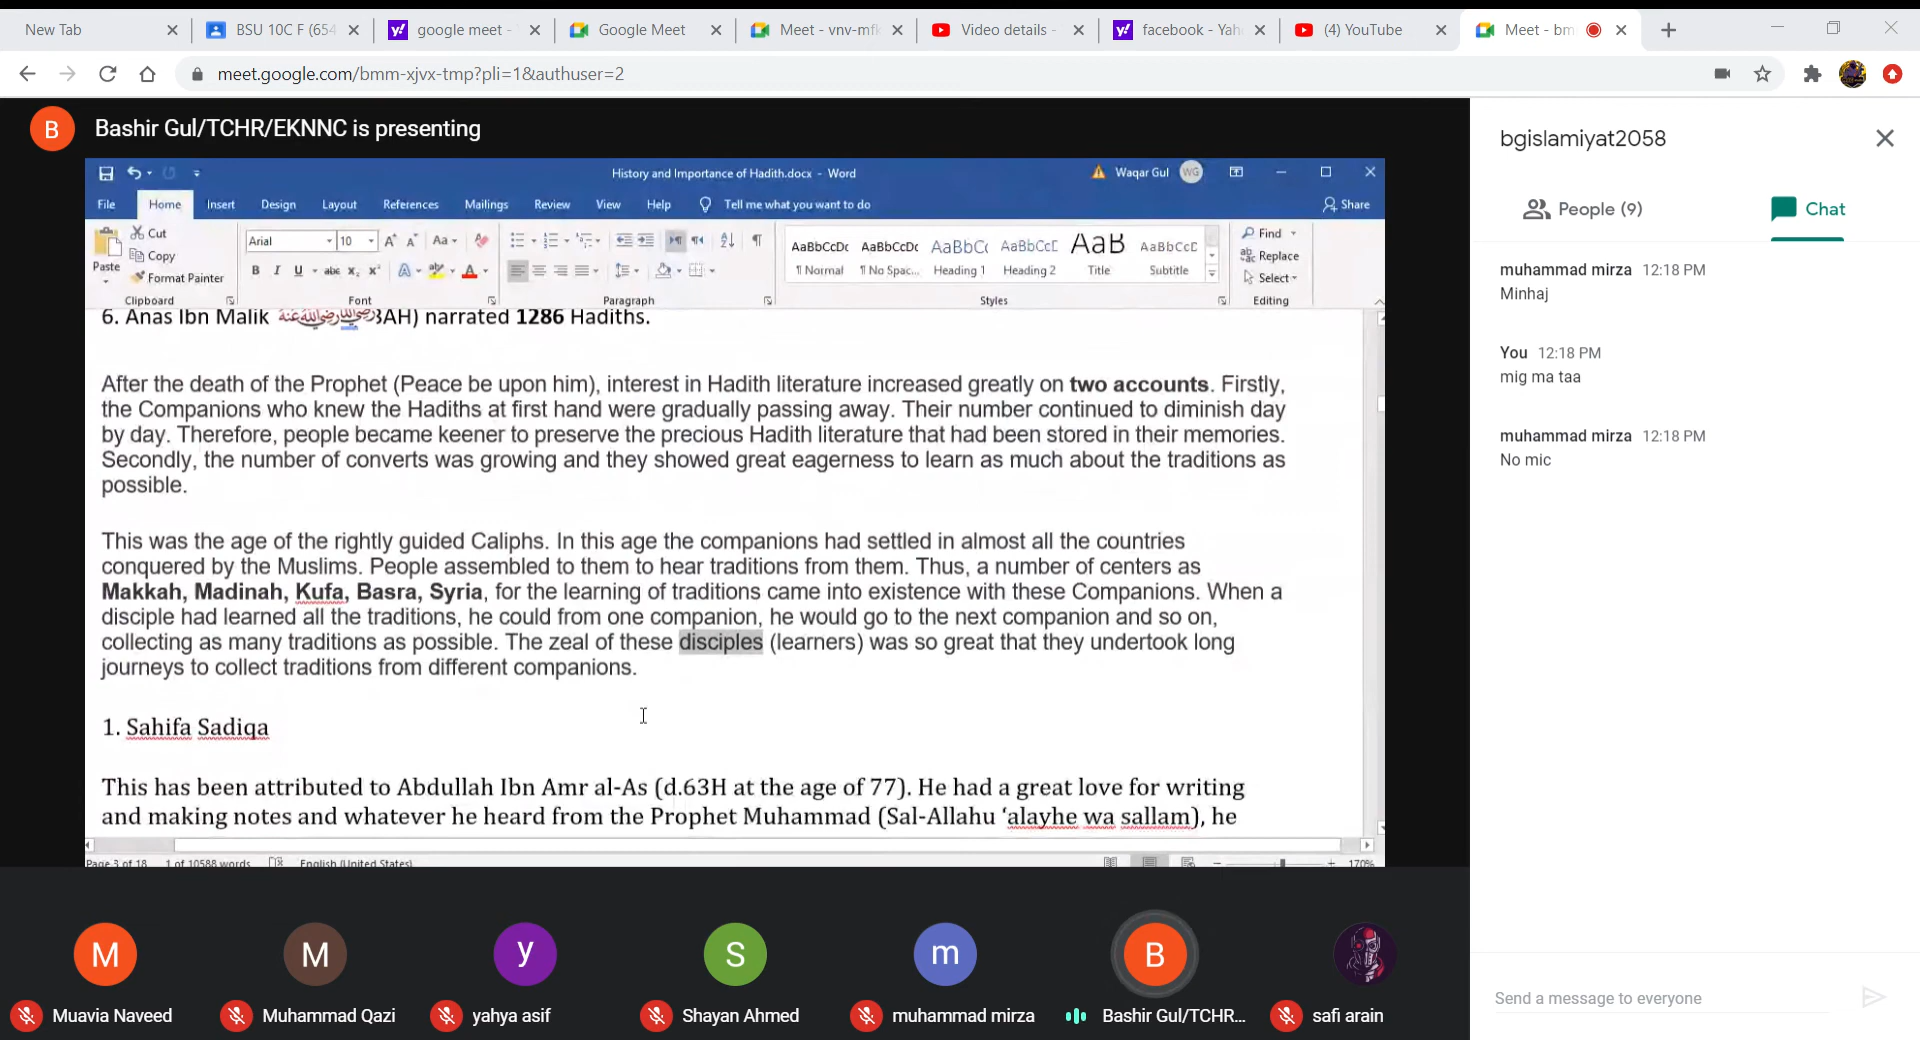 New Tab
BSU 10C F (654
google meet -
Google Meet
Meet - vnv-mfk
Video details -
facebook - Yah
(4) YouTube
Meet - bm
meet.google.com/bmm-xjvx-tmp?pli=1&authuser=2
B
Bashir Gul/TCHR/EKNNC is presenting
History and Importance of Hadith.docx - Word
Waqar Gul
WG
File
Home
Insert
Design
Layout
References
Mailings
Review
View
Help
Tell me what you want to do
Share
Paste
Cut
Copy
Format Painter
Clipboard
Arial
10
Font
Paragraph
AaBbCcDc
¶ Normal
AaBbCcDc
¶ No Spac...
AaBbC
Heading 1
AaBbCcE
Heading 2
AaB
Title
AaBbCcE
Subtitle
Styles
Find
Replace
Select
Editing
6. Anas Ibn Malik AH) narrated 1286 Hadiths.
After the death of the Prophet (Peace be upon him), interest in Hadith literature increased greatly on two accounts. Firstly,
the Companions who knew the Hadiths at first hand were gradually passing away. Their number continued to diminish day
by day. Therefore, people became keener to preserve the precious Hadith literature that had been stored in their memories.
Secondly, the number of converts was growing and they showed great eagerness to learn as much about the traditions as
possible.
This was the age of the rightly guided Caliphs. In this age the companions had settled in almost all the countries
conquered by the Muslims. People assembled to them to hear traditions from them. Thus, a number of centers as
Makkah, Madinah, Kufa, Basra, Syria, for the learning of traditions came into existence with these Companions. When a
disciple had learned all the traditions, he could from one companion, he would go to the next companion and so on,
collecting as many traditions as possible. The zeal of these disciples (learners) was so great that they undertook long
journeys to collect traditions from different companions.
1. Sahifa Sadiqa
This has been attributed to Abdullah Ibn Amr al-As (d.63H at the age of 77). He had a great love for writing
and making notes and whatever he heard from the Prophet Muhammad (Sal-Allahu ‘alayhe wa sallam), he
Page 3 of 18
1 of 10588 words
English (United States)
170%
bgislamiyat2058
People (9)
Chat
muhammad mirza 12:18 PM
Minhaj
You 12:18 PM
mig ma taa
muhammad mirza 12:18 PM
No mic
Send a message to everyone
M
Muavia Naveed
M
Muhammad Qazi
y
yahya asif
S
Shayan Ahmed
m
muhammad mirza
B
Bashir Gul/TCHR...
safi arain